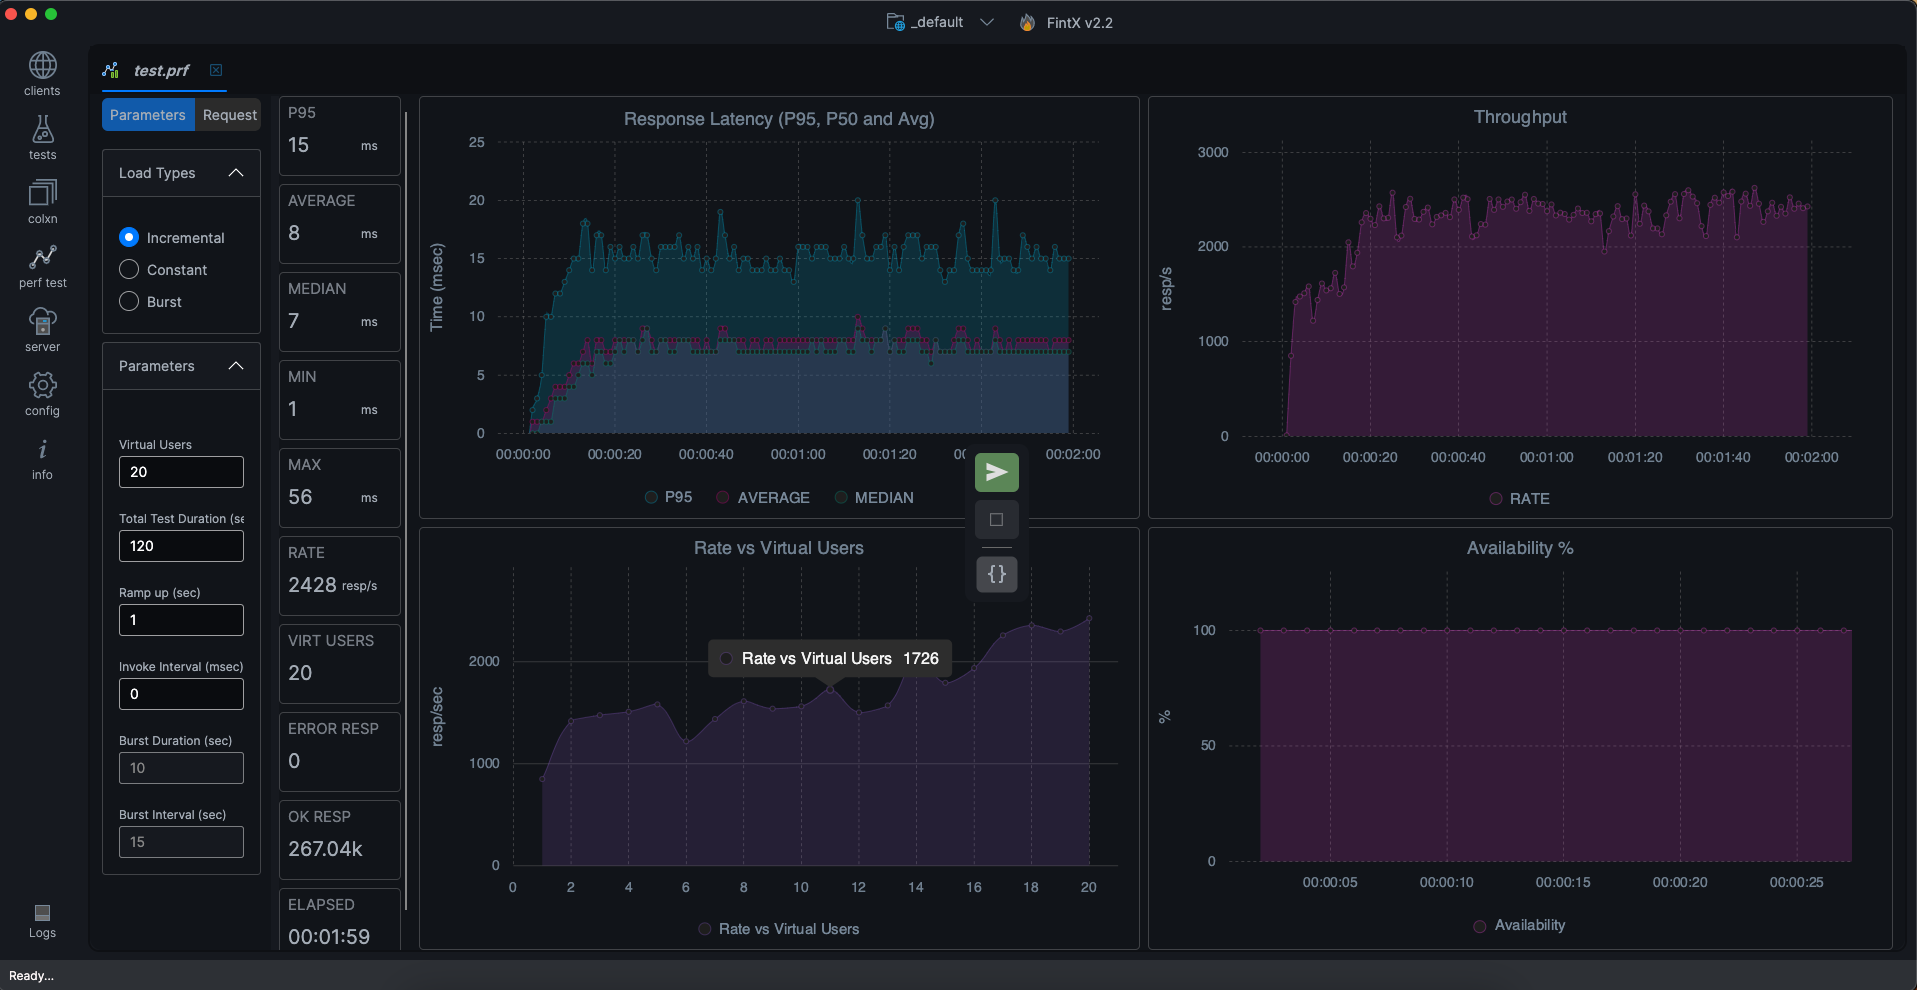 _default
FintX v2.2
clients
tests
colxn
perf test
server
config
i
info
Logs
test.prf
Parameters
Request
Load Types
Incremental
Constant
Burst
Parameters
Virtual Users
20
Total Test Duration (se
120
Ramp up (sec)
1
Invoke Interval (msec)
0
Burst Duration (sec)
10
Burst Interval (sec)
15
P95
15 ms
AVERAGE
8 ms
MEDIAN
7 ms
MIN
1 ms
MAX
56 ms
RATE
2428 resp/s
VIRT USERS
20
ERROR RESP
0
OK RESP
267.04k
ELAPSED
00:01:59
Response Latency (P95, P50 and Avg)
Time (msec)
25
20
15
10
5
0
00:00:00 00:00:20 00:00:40 00:01:00 00:01:20 00:02:00
P95 AVERAGE MEDIAN
{}
Throughput
resp/s
3000
2000
1000
0
00:00:00 00:00:20 00:00:40 00:01:00 00:01:20 00:01:40 00:02:00
RATE
Rate vs Virtual Users
resp/sec
2000
1000
0
0 2 4 6 8 10 12 14 16 18 20
Rate vs Virtual Users 1726
Rate vs Virtual Users
Availability %
%
100
50
0
00:00:05 00:00:10 00:00:15 00:00:20 00:00:25
Availability
Ready...